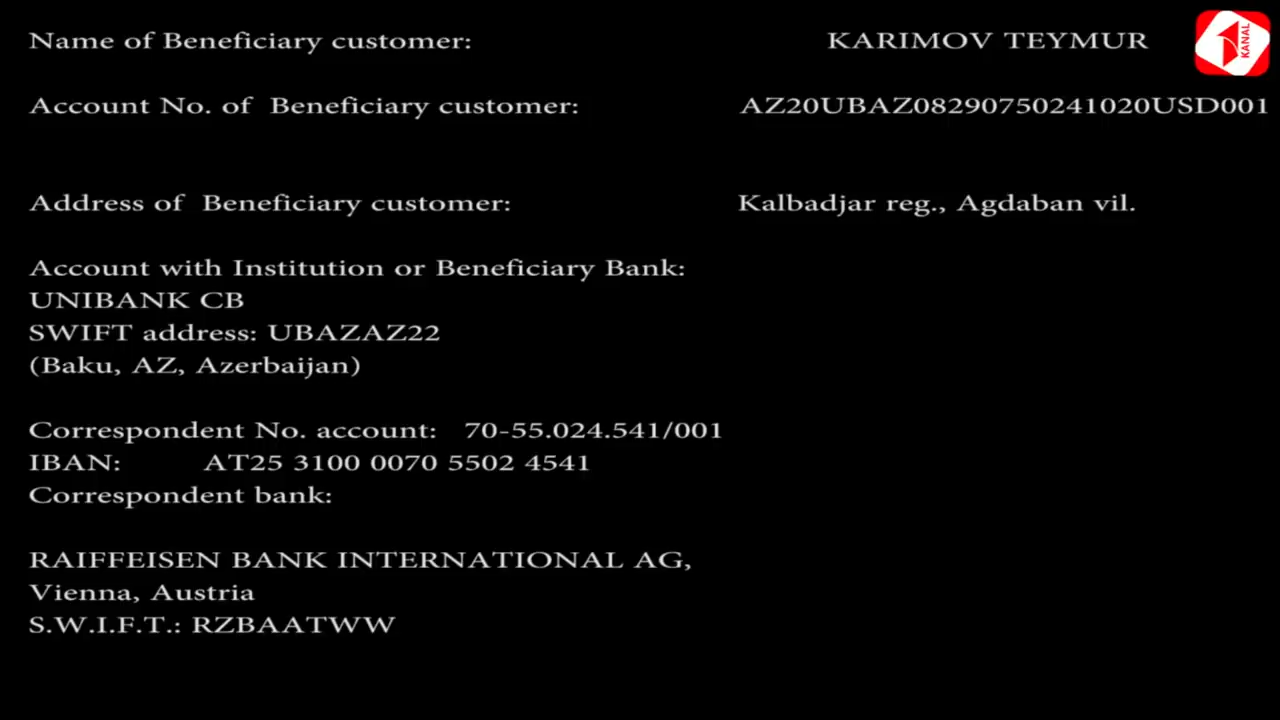 Name of Beneficiary customer: KARIMOV TEYMUR
KANAL
Account No. of Beneficiary customer: AZ20UBAZ08290750241020USD001
Address of Beneficiary customer: Kalbadjar reg., Agdaban vil.
Account with Institution or Beneficiary Bank:
UNIBANK CB
SWIFT address: UBAZAZ22
(Baku, AZ, Azerbaijan)
Correspondent No. account: 70-55.024.541/001
IBAN: AT25 3100 0070 5502 4541
Correspondent bank:
RAIFFEISEN BANK INTERNATIONAL AG,
Vienna, Austria
S.W.I.F.T.: RZBAATWW